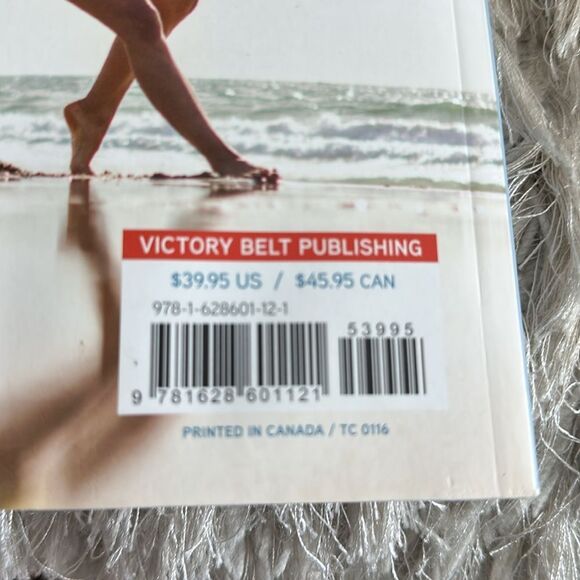 VICTORY BELT PUBLISHING
$39.95 US / $45.95 CAN
978-1-628601-12-1
53995
9 781628 601121
PRINTED IN CANADA / TC 0116